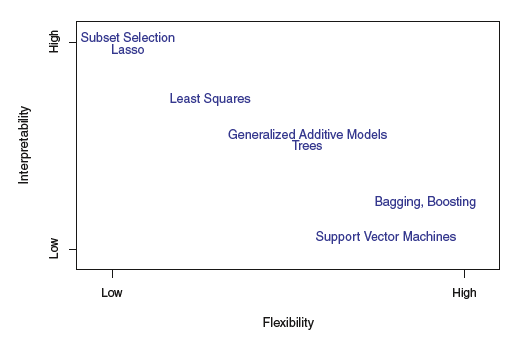 High
Subset Selection
Lasso
Least Squares
Generalized Additive Models
Trees
Bagging, Boosting
Support Vector Machines
Low
Interpretability
Low
High
Flexibility